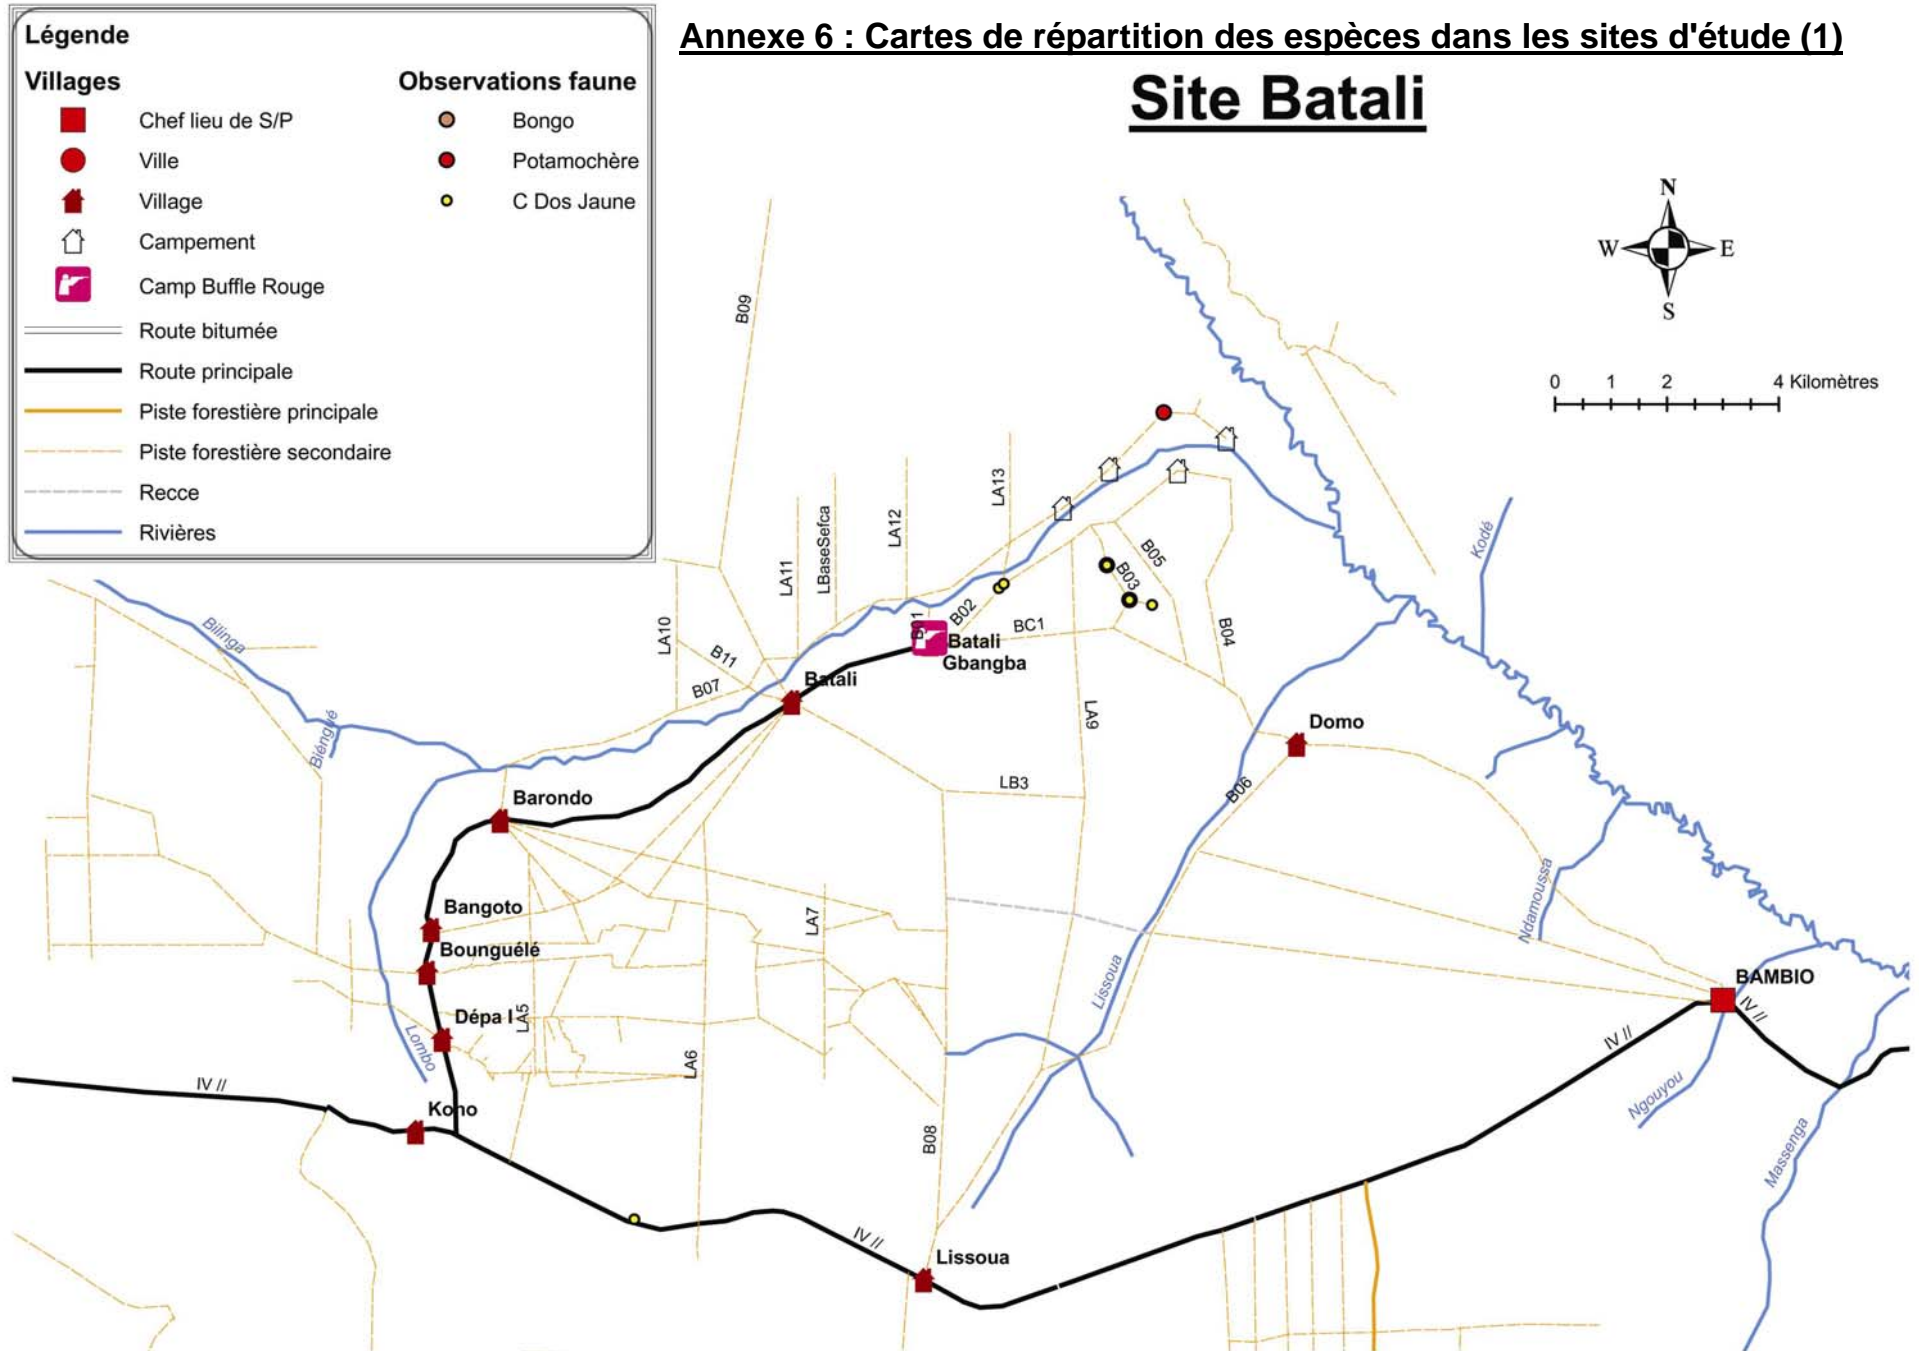 Annexe 6 : Cartes de répartition des espèces dans les sites d'étude (1)
Site Batali
Légende
Villages
Chef lieu de S/P
Ville
Village
Campement
Camp Buffle Rouge
Route bitumée
Route principale
Piste forestière principale
Piste forestière secondaire
Recce
Rivières
Observations faune
Bongo
Potamochère
C Dos Jaune
N
W
E
S
0 1 2 4 Kilomètres
B09
LA13
LA12
LBaseSefca
LA11
LA10
B11
B07
B01
B02
BC1
B03
B05
B04
Kodé
Bilinga
Biéngué
Batali
Gbangba
Batali
LA9
Domo
B06
LB3
Barondo
Bangoto
Bounguélé
LA7
Ndamoussa
Lissoua
BAMBIO
IV //
IV //
Dépa I
LA5
Lombo
LA6
IV //
Kono
B08
Ngouyou
Massenga
IV //
Lissoua